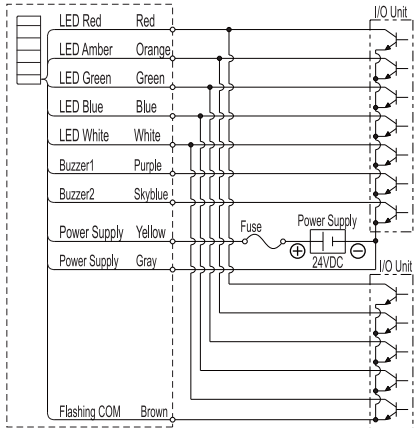 I/O Unit
LED Red Red
LED Amber Orange
LED Green Green
LED Blue Blue
LED White White
Buzzer1 Purple
Buzzer2 Skyblue
Power Supply Yellow
Fuse
Power Supply
+ −
24VDC
Power Supply Gray
I/O Unit
Flashing COM Brown